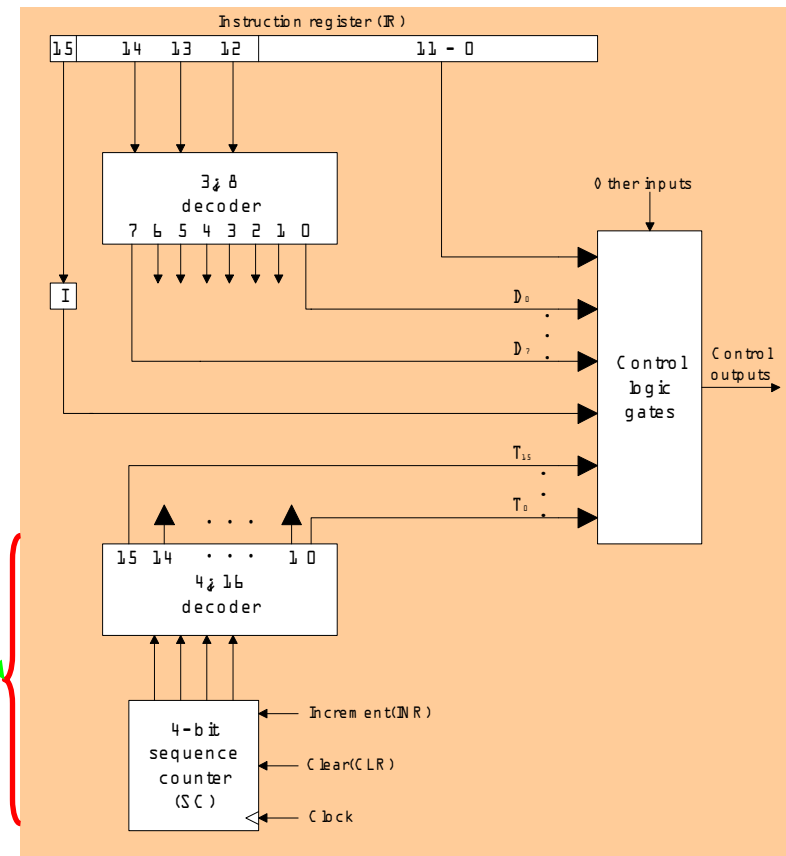 Instruction register (IR)
15 14 13 12 11 - 0
3¿8
decoder
7 6 5 4 3 2 1 0
Other inputs
I
D0
D7
Control
logic
gates
Control
outputs
T15
T0
15 14 . . . 1 0
4¿16
decoder
4-bit
sequence
counter
(SC)
Increment(INR)
Clear(CLR)
Clock